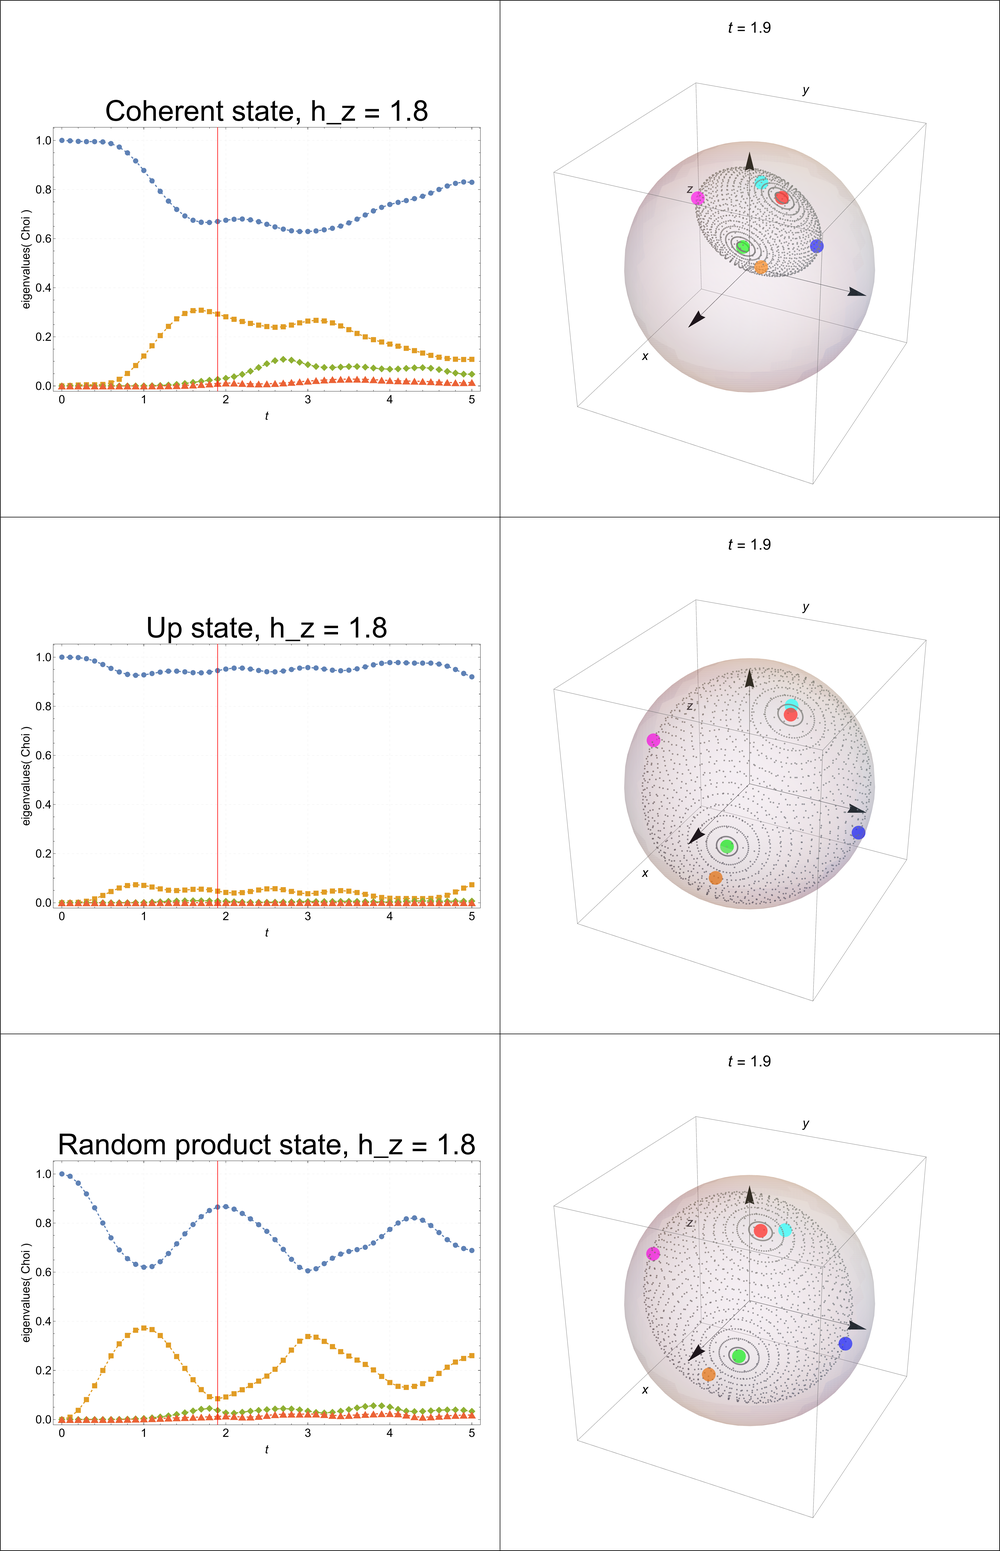 t = 1.9
Coherent state, h_z = 1.8
eigenvalues( Choi )
1.0
0.8
0.6
0.4
0.2
0.0
0 1 2 3 4 5
t
y
z
x
t = 1.9
Up state, h_z = 1.8
eigenvalues( Choi )
1.0
0.8
0.6
0.4
0.2
0.0
0 1 2 3 4 5
t
y
z
x
t = 1.9
Random product state, h_z = 1.8
eigenvalues( Choi )
1.0
0.8
0.6
0.4
0.2
0.0
0 1 2 3 4 5
t
y
z
x